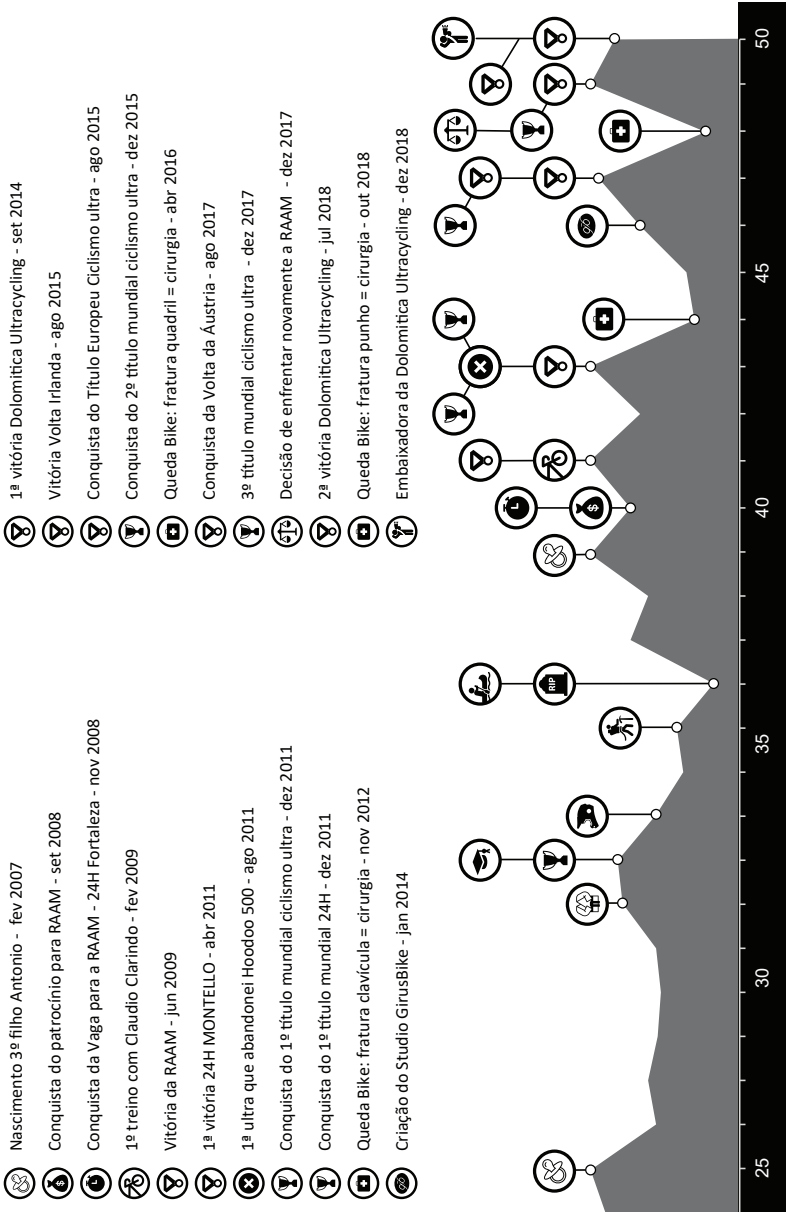 Nascimento 3º filho Antonio - fev 2007
Conquista do patrocínio para RAAM - set 2008
Conquista da Vaga para a RAAM - 24H Fortaleza - nov 2008
1º treino com Claudio Clarindo - fev 2009
Vitória da RAAM - jun 2009
1ª vitória 24H MONTELLO - abr 2011
1ª ultra que abandonei Hoodoo 500 - ago 2011
Conquista do 1º título mundial ciclismo ultra - dez 2011
Conquista do 1º título mundial 24H - dez 2011
Queda Bike: fratura clavícula = cirurgia - nov 2012
Criação do Studio GirusBike - jan 2014
1ª vitória Dolomitica Ultracycling - set 2014
Vitória Volta Irlanda - ago 2015
Conquista do Título Europeu Ciclismo ultra - ago 2015
Conquista do 2º título mundial ciclismo ultra - dez 2015
Queda Bike: fratura quadril = cirurgia - abr 2016
Conquista da Volta da Áustria - ago 2017
3º título mundial ciclismo ultra - dez 2017
Decisão de enfrentar novamente a RAAM - dez 2017
2ª vitória Dolomitica Ultracycling - jul 2018
Queda Bike: fratura punho = cirurgia - out 2018
Embaixadora da Dolomitica Ultracycling - dez 2018
RIP
25 30 35 40 45 50